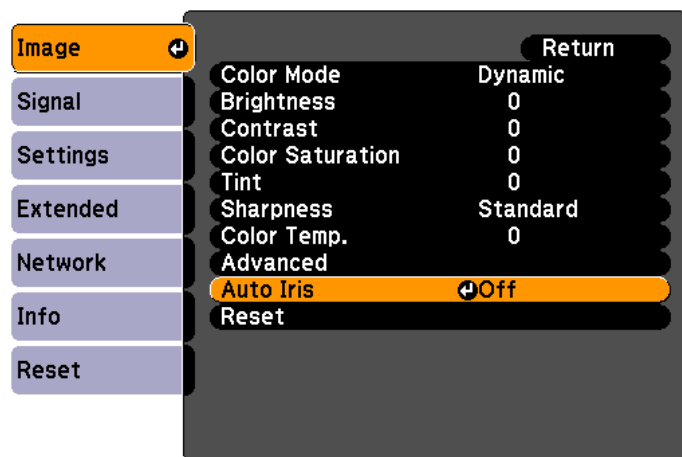 Image
Signal
Settings
Extended
Network
Info
Reset
Return
Color Mode Dynamic
Brightness 0
Contrast 0
Color Saturation 0
Tint 0
Sharpness Standard
Color Temp. 0
Advanced
Auto Iris Off
Reset